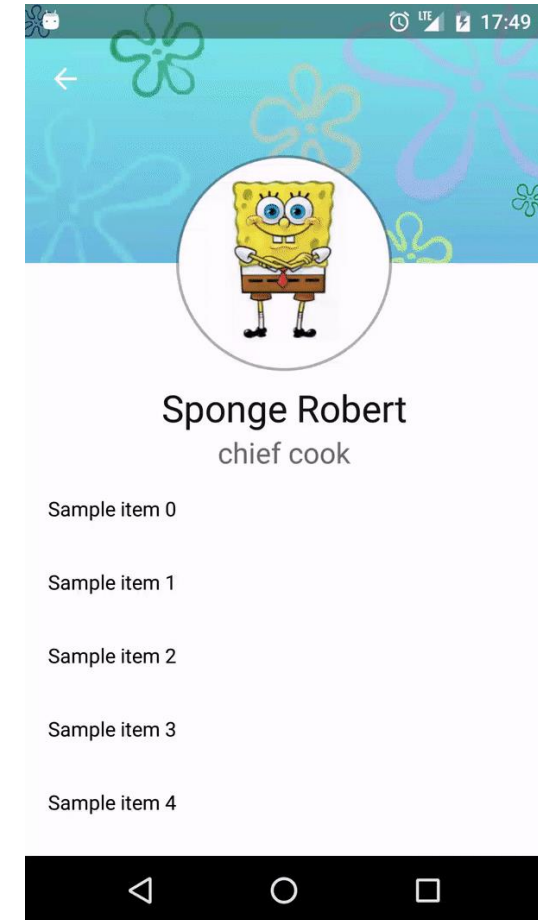 LTE 17:49
Sponge Robert
chief cook
Sample item 0
Sample item 1
Sample item 2
Sample item 3
Sample item 4